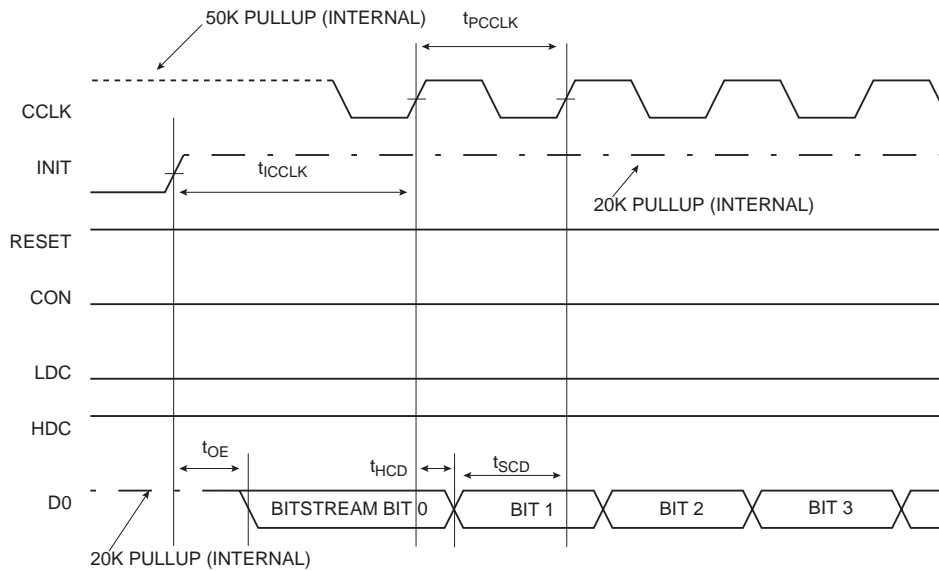 50K PULLUP (INTERNAL)
tPCCLK
CCLK
INIT
tICCLK
20K PULLUP (INTERNAL)
RESET
CON
LDC
HDC
tOE
tHCD
tSCD
D0
BITSTREAM BIT 0
BIT 1
BIT 2
BIT 3
20K PULLUP (INTERNAL)